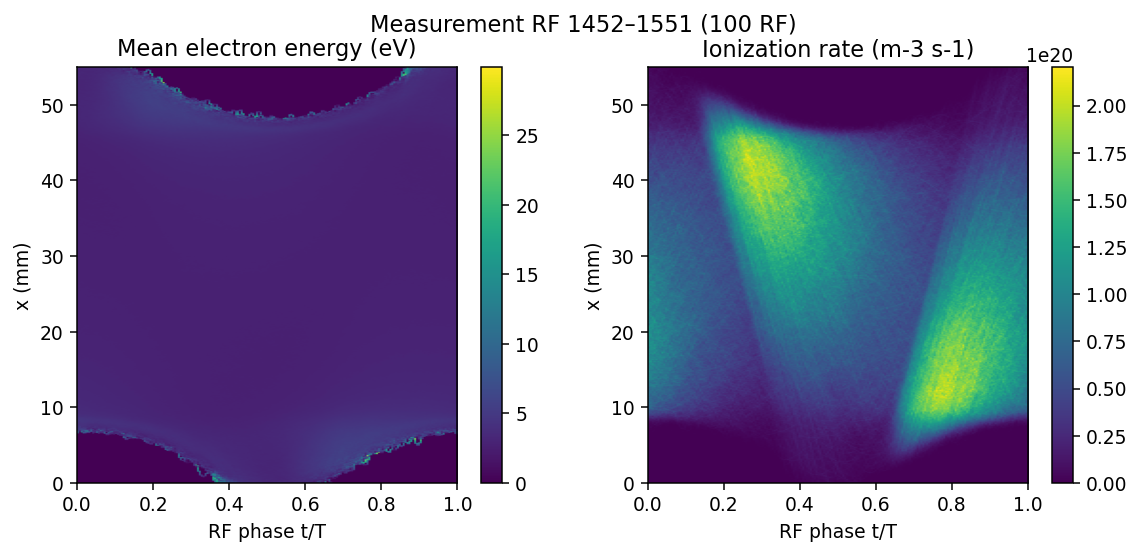 Measurement RF 1452–1551 (100 RF)
Mean electron energy (eV)
Ionization rate (m-3 s-1)
1e20
50
40
30
20
10
0
x (mm)
0.0 0.2 0.4 0.6 0.8 1.0
RF phase t/T
25
20
15
10
5
0
50
40
30
20
10
0
x (mm)
0.0 0.2 0.4 0.6 0.8 1.0
RF phase t/T
2.00
1.75
1.50
1.25
1.00
0.75
0.50
0.25
0.00